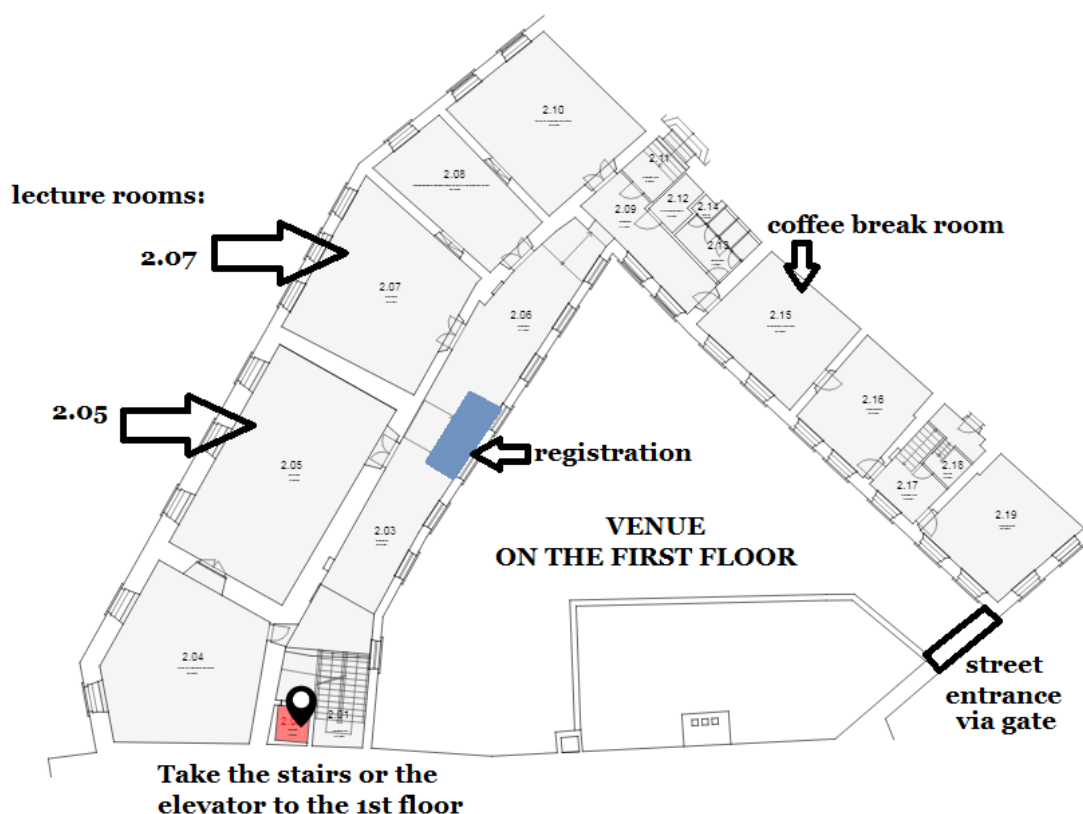 2.10
2.08
2.11
lecture rooms:
2.12
2.14
2.09
coffee break room
2.13
2.07
2.07
2.15
2.06
2.05
2.16
registration
2.05
2.18
2.17
2.19
2.03
VENUE
ON THE FIRST FLOOR
2.04
street
entrance
via gate
2.01
Take the stairs or the
elevator to the 1st floor